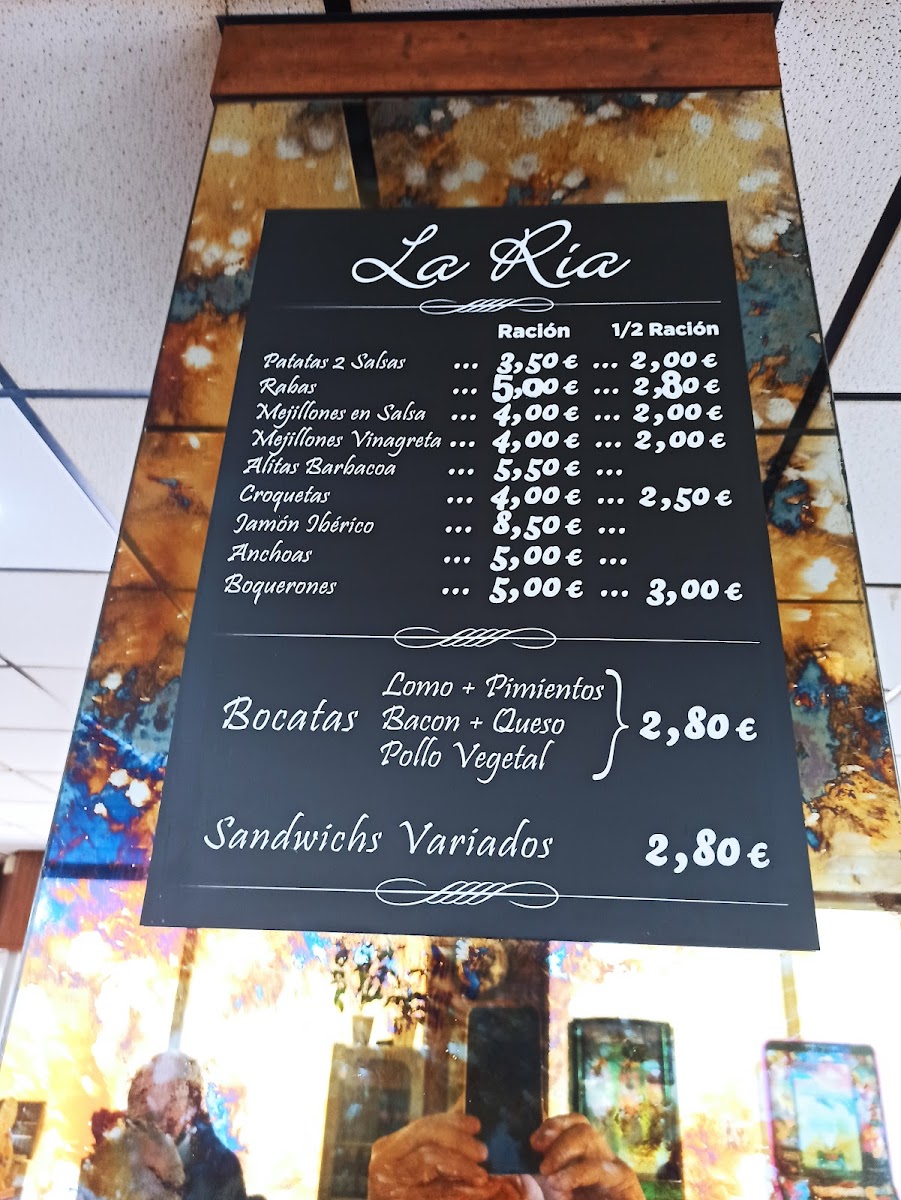 La Ría
Ración 1/2 Ración
Patatas 2 Salsas ... 3,50 € ... 2,00 €
Rabas ... 5,00 € ... 2,80 €
Mejillones en Salsa ... 4,00 € ... 2,00 €
Mejillones Vinagreta ... 4,00 € ... 2,00 €
Alitas Barbacoa ... 5,50 € ...
Croquetas ... 4,00 € ... 2,50 €
Jamón Ibérico ... 8,50 € ...
Anchoas ... 5,00 € ...
Boquerones ... 5,00 € ... 3,00 €
Lomo + Pimientos
Bocatas Bacon + Queso 2,80 €
Pollo Vegetal
Sandwichs Variados 2,80 €